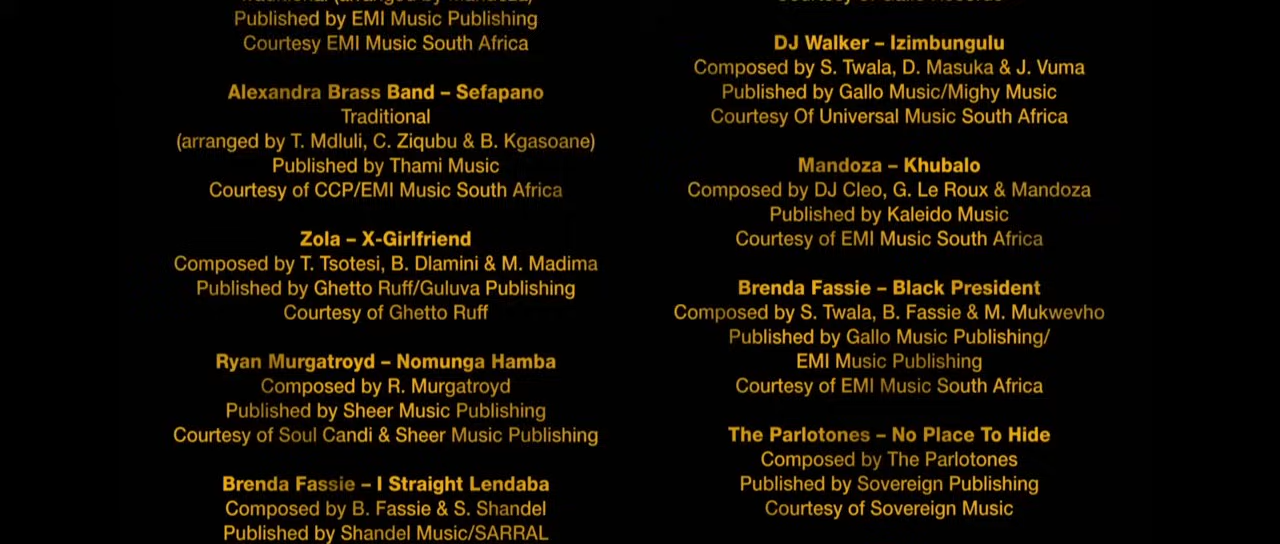 Traditional (arranged by Mandoza)
Published by EMI Music Publishing
Courtesy EMI Music South Africa
Alexandra Brass Band – Sefapano
Traditional
(arranged by T. Mdluli, C. Ziqubu & B. Kgasoane)
Published by Thami Music
Courtesy of CCP/EMI Music South Africa
Zola – X-Girlfriend
Composed by T. Tsotesi, B. Dlamini & M. Madima
Published by Ghetto Ruff/Guluva Publishing
Courtesy of Ghetto Ruff
Ryan Murgatroyd – Nomunga Hamba
Composed by R. Murgatroyd
Published by Sheer Music Publishing
Courtesy of Soul Candi & Sheer Music Publishing
Brenda Fassie – I Straight Lendaba
Composed by B. Fassie & S. Shandel
Published by Shandel Music/SARRAL
Courtesy of Gallo Records
DJ Walker – Izimbungulu
Composed by S. Twala, D. Masuka & J. Vuma
Published by Gallo Music/Mighy Music
Courtesy Of Universal Music South Africa
Mandoza – Khubalo
Composed by DJ Cleo, G. Le Roux & Mandoza
Published by Kaleido Music
Courtesy of EMI Music South Africa
Brenda Fassie – Black President
Composed by S. Twala, B. Fassie & M. Mukwevho
Published by Gallo Music Publishing/
EMI Music Publishing
Courtesy of EMI Music South Africa
The Parlotones – No Place To Hide
Composed by The Parlotones
Published by Sovereign Publishing
Courtesy of Sovereign Music